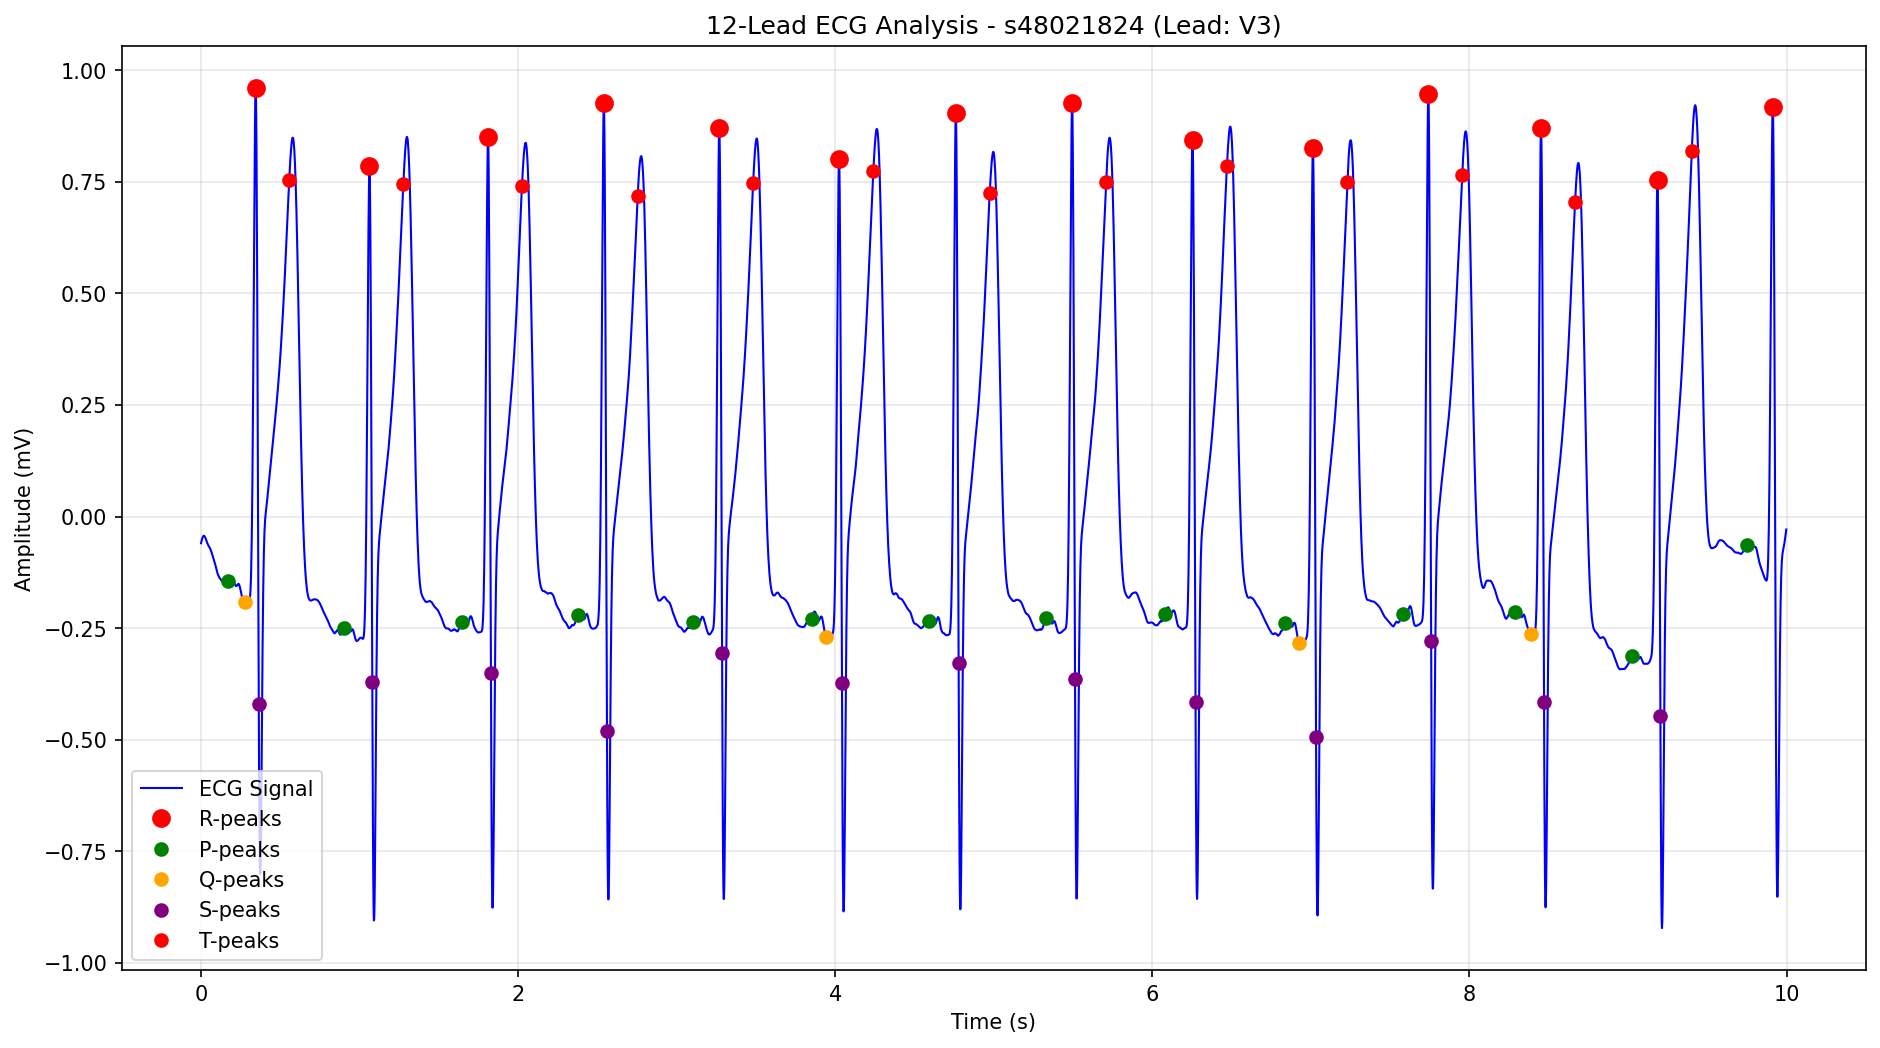 12-Lead ECG Analysis - s48021824 (Lead: V3)
1.00
0.75
0.50
0.25
0.00
−0.25
−0.50
−0.75
−1.00
Amplitude (mV)
ECG Signal
R-peaks
P-peaks
Q-peaks
S-peaks
T-peaks
0 2 4 6 8 10
Time (s)